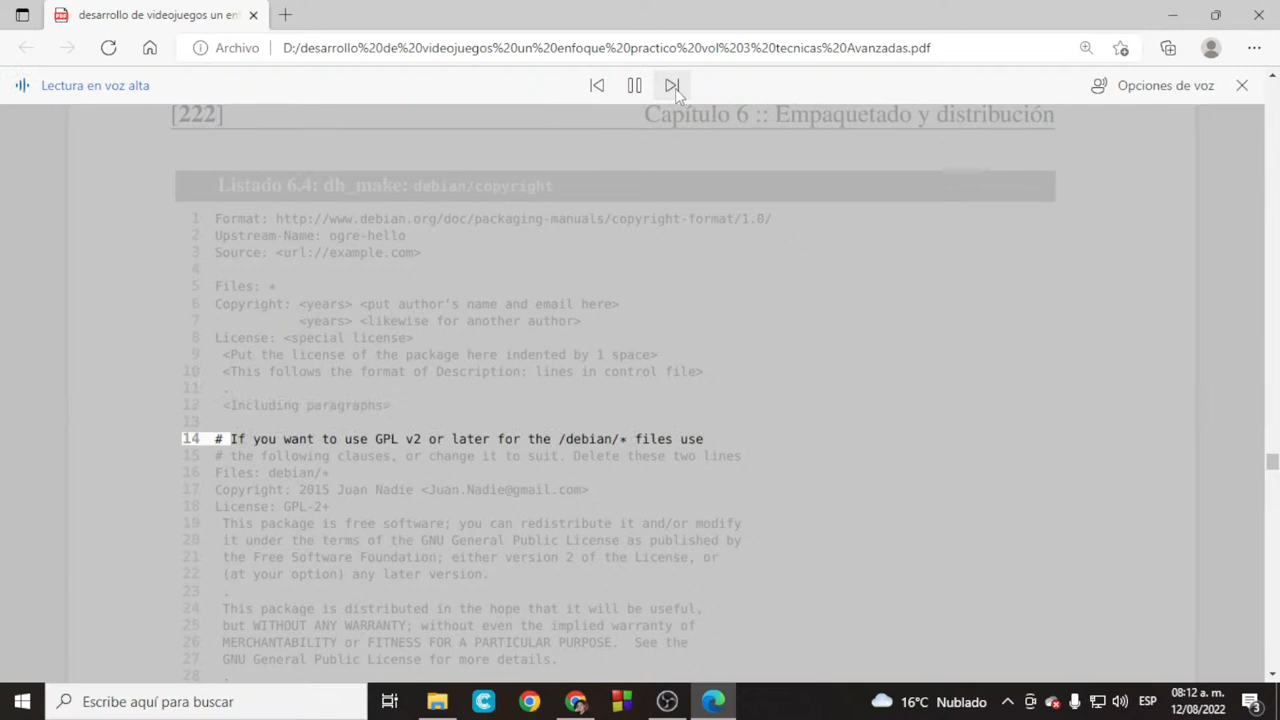 desarrollo de videojuegos un en
Archivo
D:/desarrollo%20de%20videojuegos%20un%20enfoque%20practico%20vol%203%20tecnicas%20Avanzadas.pdf
Lectura en voz alta
Opciones de voz
[222]
Capítulo 6 :: Empaquetado y distribución
Listado 6.4: dh_make: debian/copyright
1 Format: http://www.debian.org/doc/packaging-manuals/copyright-format/1.0/
2 Upstream-Name: ogre-hello
3 Source: <url://example.com>
4
5 Files: *
6 Copyright: <years> <put author's name and email here>
7 <years> <likewise for another author>
8 License: <special license>
9 <Put the license of the package here indented by 1 space>
10 <This follows the format of Description: lines in control file>
11 .
12 <Including paragraphs>
13
14 # If you want to use GPL v2 or later for the /debian/* files use
15 # the following clauses, or change it to suit. Delete these two lines
16 Files: debian/*
17 Copyright: 2015 Juan Nadie <Juan.Nadie@gmail.com>
18 License: GPL-2+
19 This package is free software; you can redistribute it and/or modify
20 it under the terms of the GNU General Public License as published by
21 the Free Software Foundation; either version 2 of the License, or
22 (at your option) any later version.
23 .
24 This package is distributed in the hope that it will be useful,
25 but WITHOUT ANY WARRANTY; without even the implied warranty of
26 MERCHANTABILITY or FITNESS FOR A PARTICULAR PURPOSE. See the
27 GNU General Public License for more details.
28 .
Escribe aquí para buscar
16°C Nublado
ESP
08:12 a. m.
12/08/2022
3